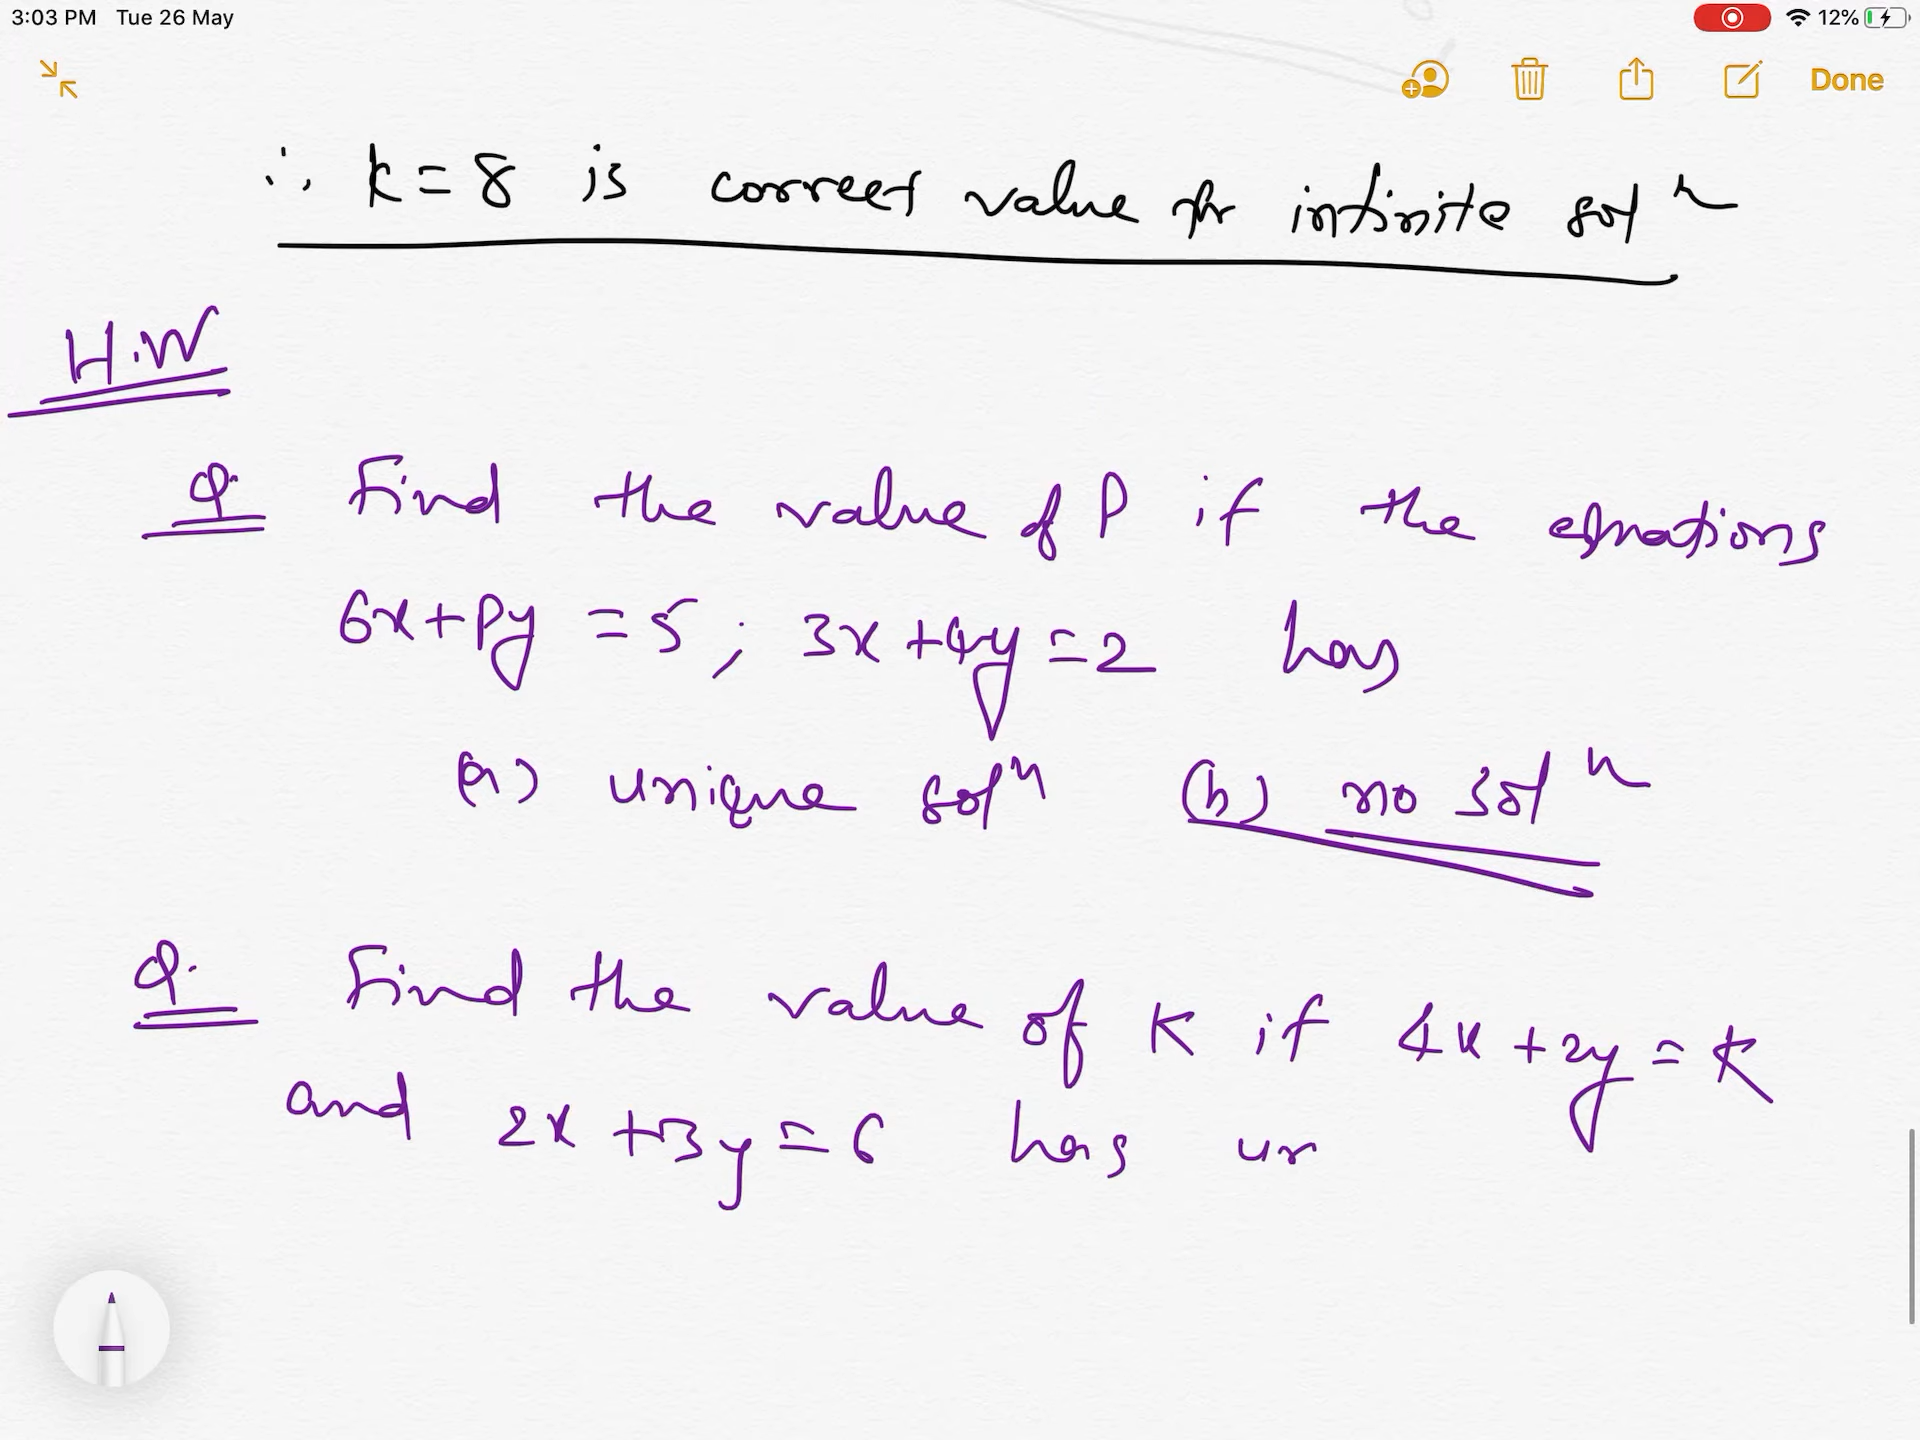 3:03 PM Tue 26 May
12%
Done
∴ k = 8 is correct value for infinite solⁿ
H.W
Q. Find the value of P if the equations
6x + Py = 5 ; 3x + 4y = 2 has
(a) unique solⁿ (b) no solⁿ
Q. Find the value of K if 4x + 2y = K
and 2x + 3y = 6 has un